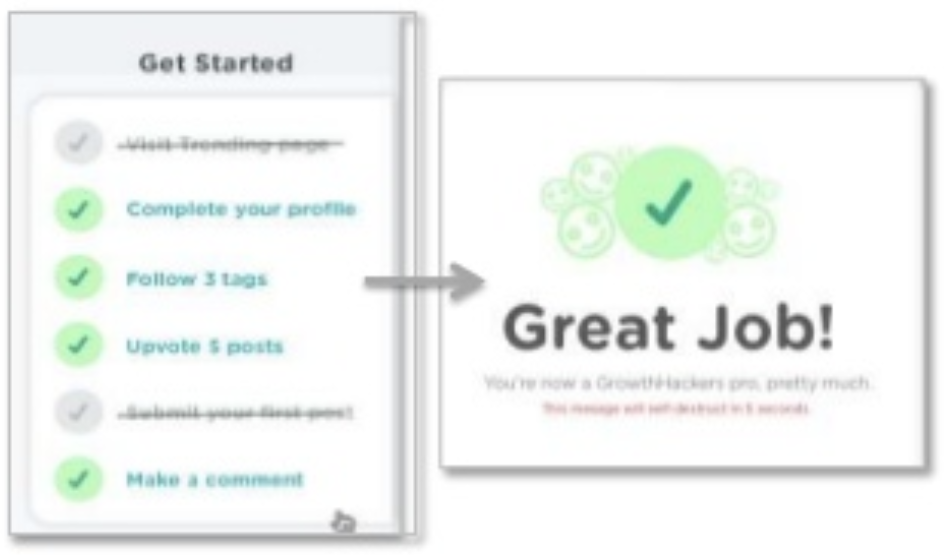 Get Started
Visit Trending page
Complete your profile
Follow 3 tags
Upvote 5 posts
Submit your first post
Make a comment
Great Job!
You're now a GrowthHackers pro, pretty much.
This message will self destruct in 5 seconds